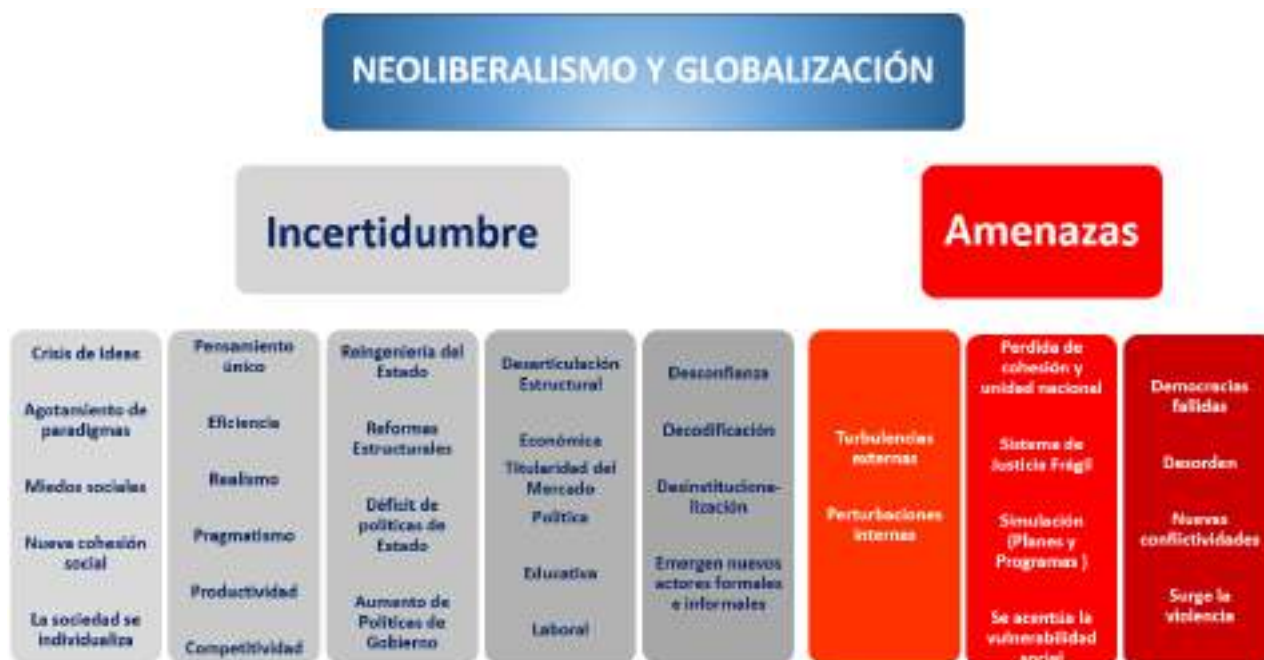 NEOLIBERALISMO Y GLOBALIZACIÓN
Incertidumbre
Amenazas
Crisis de Ideas
Agotamiento de
paradigmas
Miedos sociales
Nueva cohesión
social
La sociedad se
individualiza
Pensamiento
único
Eficiencia
Realismo
Pragmatismo
Productividad
Competitividad
Reingeniería del
Estado
Reformas
Estructurales
Déficit de
políticas de
Estado
Aumento de
Políticas de
Gobierno
Desarticulación
Estructural
Económica
Titularidad del
Mercado
Política
Educativa
Laboral
Desconfianza
Decodificación
Desinstituciona-
lización
Emergen nuevos
actores formales
e informales
Turbulencias
externas
Perturbaciones
internas
Perdida de
cohesión y
unidad nacional
Sistema de
Justicia Frágil
Simulación
(Planes y
Programas )
Se acentúa la
vulnerabilidad
social
Democracias
fallidas
Desorden
Nuevas
conflictividades
Surge la
violencia